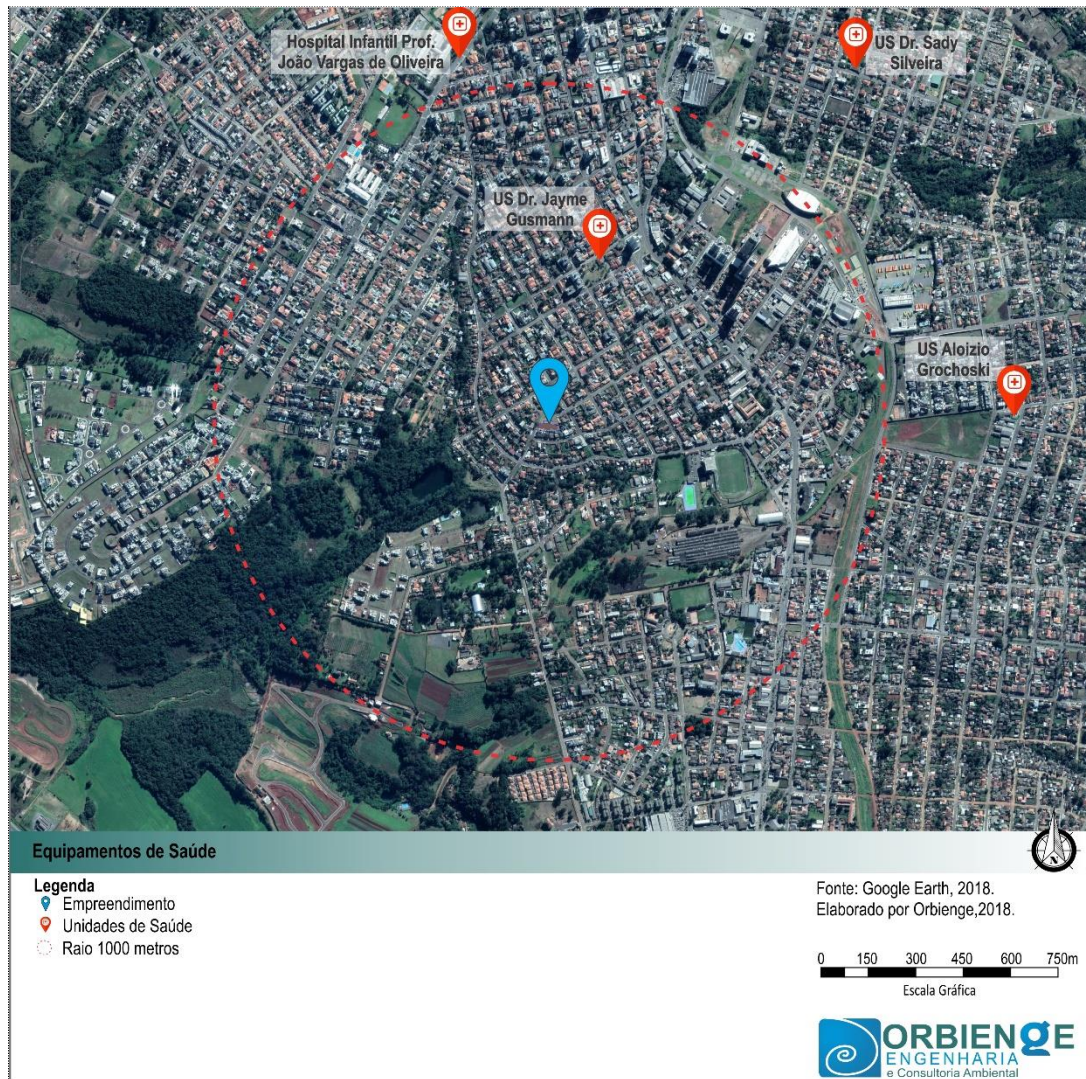 Hospital Infantil Prof.
João Vargas de Oliveira
US Dr. Sady
Silveira
US Dr. Jayme
Gusmann
US Aloizio
Grochoski
Equipamentos de Saúde
N
Legenda
Empreendimento
Unidades de Saúde
Raio 1000 metros
Fonte: Google Earth, 2018.
Elaborado por Orbienge,2018.
0 150 300 450 600 750m
Escala Gráfica
ORBIENGE
ENGENHARIA
e Consultoria Ambiental